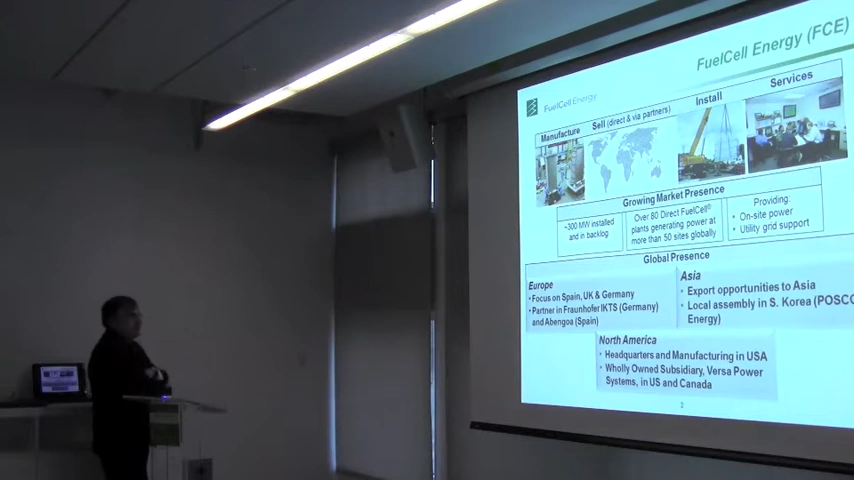 FuelCell Energy (FCE)
FuelCell Energy
Manufacture
Sell (direct & via partners)
Install
Services
Growing Market Presence
~300 MW installed
and in backlog
Over 80 Direct FuelCell®
plants generating power at
more than 50 sites globally
Providing:
• On-site power
• Utility grid support
Global Presence
Europe
• Focus on Spain, UK & Germany
• Partner in Fraunhofer IKTS (Germany)
and Abengoa (Spain)
Asia
• Export opportunities to Asia
• Local assembly in S. Korea (POSCO
Energy)
North America
• Headquarters and Manufacturing in USA
• Wholly Owned Subsidiary, Versa Power
Systems, in US and Canada